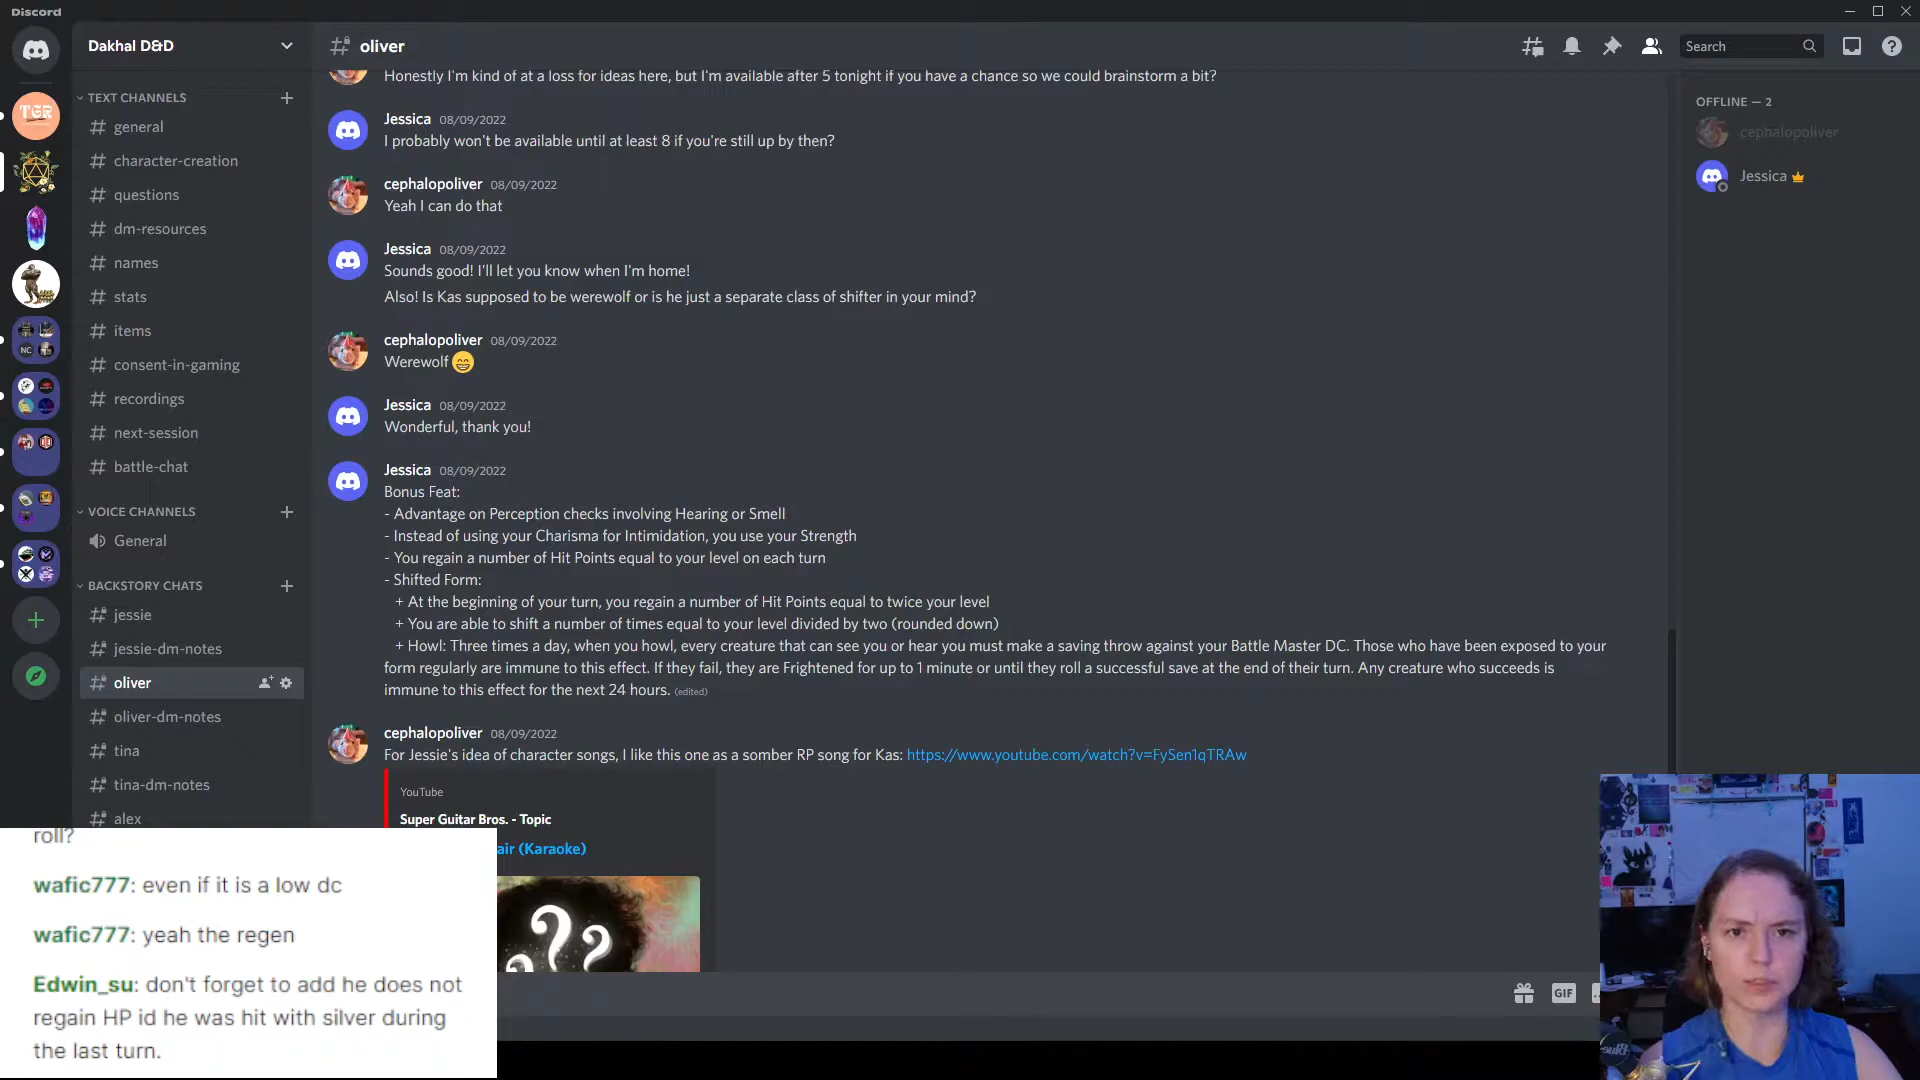 Discord
Dakhal D&D
oliver
Search
TEXT CHANNELS
general
character-creation
questions
dm-resources
names
stats
items
consent-in-gaming
recordings
next-session
battle-chat
VOICE CHANNELS
General
BACKSTORY CHATS
jessie
jessie-dm-notes
oliver
oliver-dm-notes
tina
tina-dm-notes
alex
TGR
NC
Honestly I'm kind of at a loss for ideas here, but I'm available after 5 tonight if you have a chance so we could brainstorm a bit?
Jessica 08/09/2022
I probably won't be available until at least 8 if you're still up by then?
cephalopoliver 08/09/2022
Yeah I can do that
Jessica 08/09/2022
Sounds good! I'll let you know when I'm home!
Also! Is Kas supposed to be werewolf or is he just a separate class of shifter in your mind?
cephalopoliver 08/09/2022
Werewolf 😁
Jessica 08/09/2022
Wonderful, thank you!
Jessica 08/09/2022
Bonus Feat:
- Advantage on Perception checks involving Hearing or Smell
- Instead of using your Charisma for Intimidation, you use your Strength
- You regain a number of Hit Points equal to your level on each turn
- Shifted Form:
+ At the beginning of your turn, you regain a number of Hit Points equal to twice your level
+ You are able to shift a number of times equal to your level divided by two (rounded down)
+ Howl: Three times a day, when you howl, every creature that can see you or hear you must make a saving throw against your Battle Master DC. Those who have been exposed to your
form regularly are immune to this effect. If they fail, they are Frightened for up to 1 minute or until they roll a successful save at the end of their turn. Any creature who succeeds is
immune to this effect for the next 24 hours. (edited)
cephalopoliver 08/09/2022
For Jessie's idea of character songs, I like this one as a somber RP song for Kas: https://www.youtube.com/watch?v=FySen1qTRAw
YouTube
Super Guitar Bros. - Topic
air (Karaoke)
? ?
GIF
OFFLINE — 2
cephalopoliver
Jessica
roll?
wafic777: even if it is a low dc
wafic777: yeah the regen
Edwin_su: don't forget to add he does not
regain HP id he was hit with silver during
the last turn.